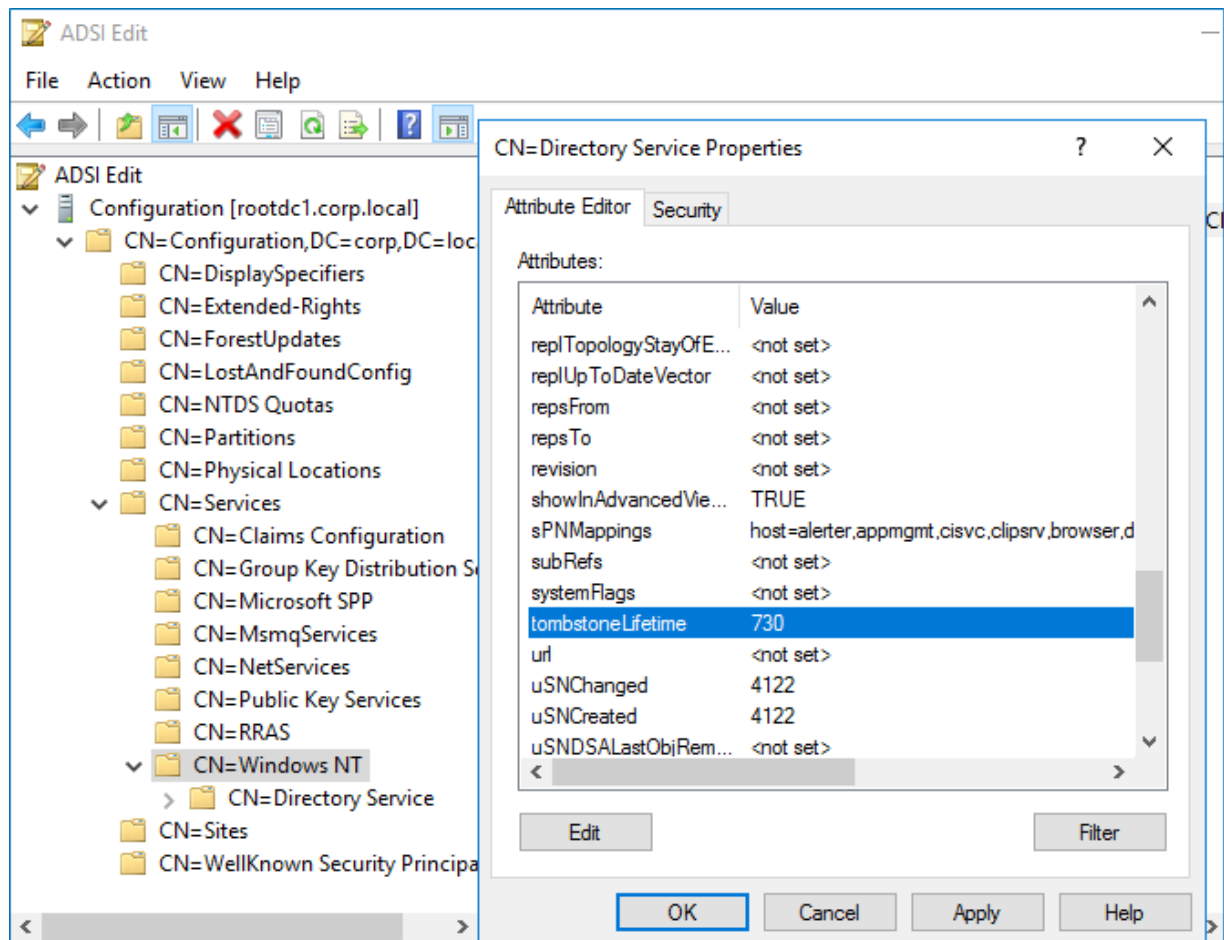 ADSI Edit
File Action View Help
ADSI Edit
Configuration [rootdc1.corp.local]
CN=Configuration,DC=corp,DC=loc
CN=DisplaySpecifiers
CN=Extended-Rights
CN=ForestUpdates
CN=LostAndFoundConfig
CN=NTDS Quotas
CN=Partitions
CN=Physical Locations
CN=Services
CN=Claims Configuration
CN=Group Key Distribution Se
CN=Microsoft SPP
CN=MsmqServices
CN=NetServices
CN=Public Key Services
CN=RRAS
CN=Windows NT
CN=Directory Service
CN=Sites
CN=WellKnown Security Principa
CN=Directory Service Properties ?
Attribute Editor Security
Attributes:
Attribute Value
replTopologyStayOfE... <not set>
replUpToDateVector <not set>
repsFrom <not set>
repsTo <not set>
revision <not set>
showInAdvancedVie... TRUE
sPNMappings host=alerter,appmgmt,cisvc,clipsrv,browser,d
subRefs <not set>
systemFlags <not set>
tombstoneLifetime 730
url <not set>
uSNChanged 4122
uSNCreated 4122
uSNDSALastObjRem... <not set>
Edit Filter
OK Cancel Apply Help